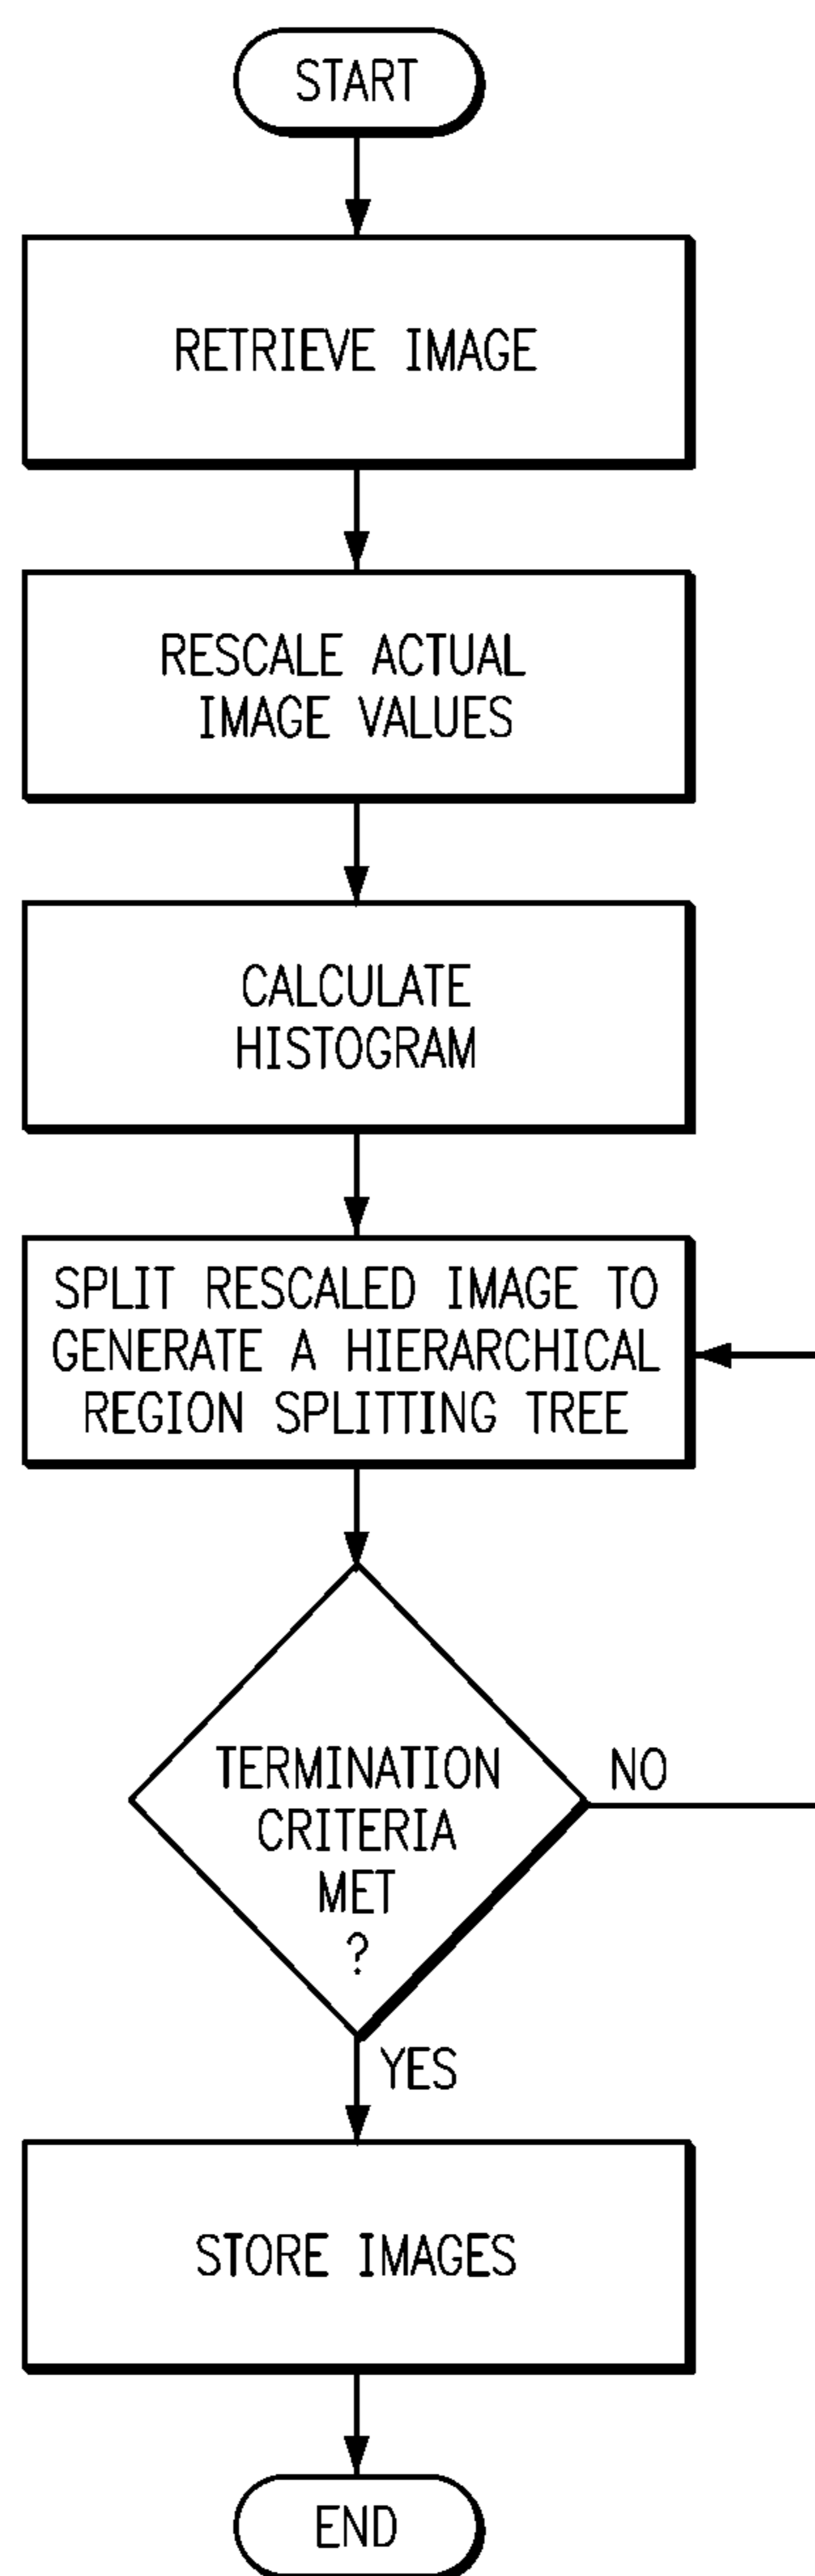 START
RETRIEVE IMAGE
RESCALE ACTUAL
IMAGE VALUES
CALCULATE
HISTOGRAM
SPLIT RESCALED IMAGE TO
GENERATE A HIERARCHICAL
REGION SPLITTING TREE
TERMINATION
CRITERIA
MET
?
NO
YES
STORE IMAGES
END